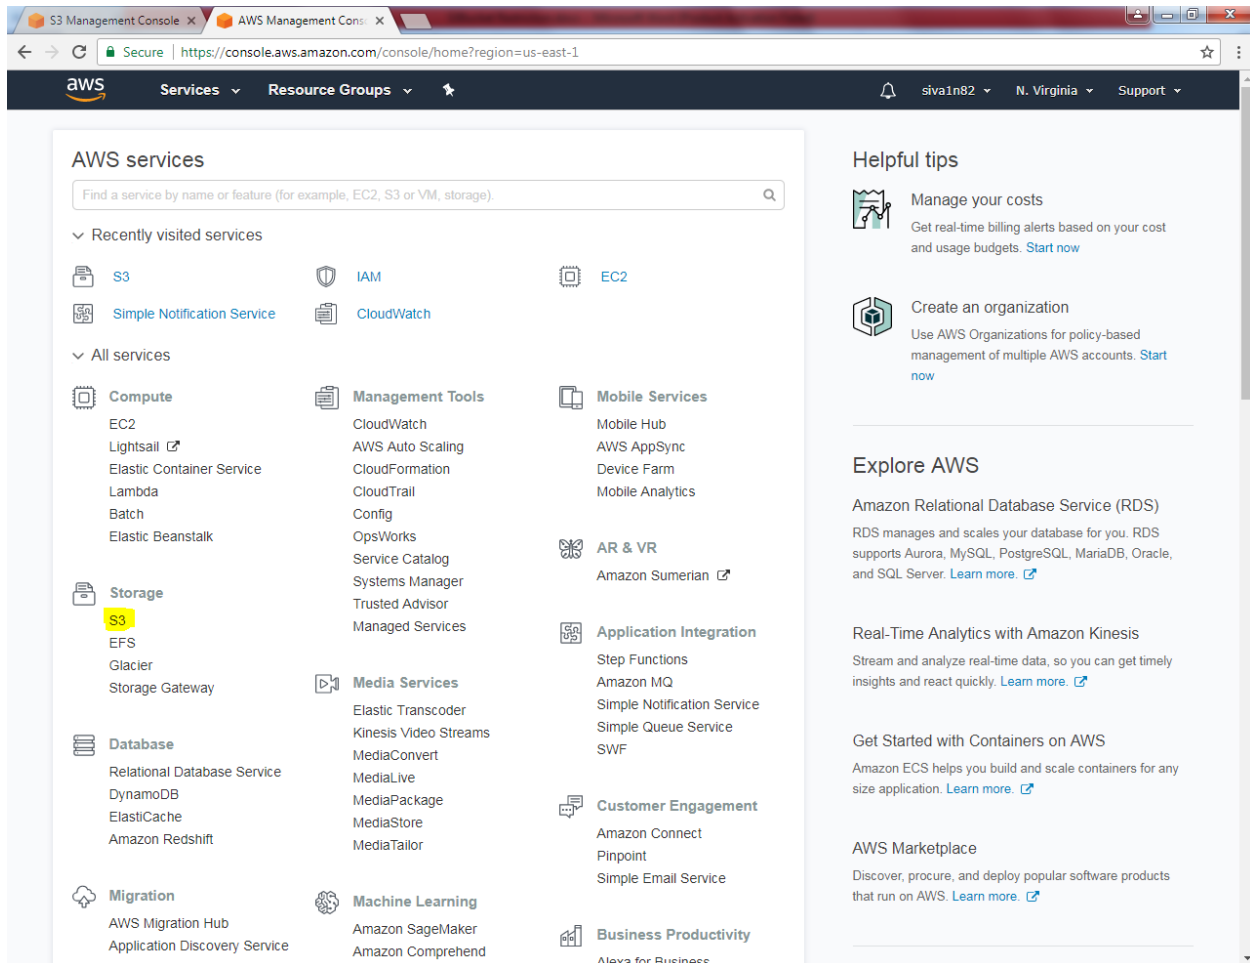 S3 Management Console
AWS Management Cons
Secure
https://console.aws.amazon.com/console/home?region=us-east-1
aws
Services
Resource Groups
siva1n82
N. Virginia
Support
AWS services
Find a service by name or feature (for example, EC2, S3 or VM, storage).
Recently visited services
S3
IAM
EC2
Simple Notification Service
CloudWatch
All services
Compute
EC2
Lightsail
Elastic Container Service
Lambda
Batch
Elastic Beanstalk
Storage
S3
EFS
Glacier
Storage Gateway
Database
Relational Database Service
DynamoDB
ElastiCache
Amazon Redshift
Migration
AWS Migration Hub
Application Discovery Service
Management Tools
CloudWatch
AWS Auto Scaling
CloudFormation
CloudTrail
Config
OpsWorks
Service Catalog
Systems Manager
Trusted Advisor
Managed Services
Media Services
Elastic Transcoder
Kinesis Video Streams
MediaConvert
MediaLive
MediaPackage
MediaStore
MediaTailor
Machine Learning
Amazon SageMaker
Amazon Comprehend
Mobile Services
Mobile Hub
AWS AppSync
Device Farm
Mobile Analytics
AR & VR
Amazon Sumerian
Application Integration
Step Functions
Amazon MQ
Simple Notification Service
Simple Queue Service
SWF
Customer Engagement
Amazon Connect
Pinpoint
Simple Email Service
Business Productivity
Alexa for Business
Helpful tips
Manage your costs
Get real-time billing alerts based on your cost
and usage budgets. Start now
Create an organization
Use AWS Organizations for policy-based
management of multiple AWS accounts. Start
now
Explore AWS
Amazon Relational Database Service (RDS)
RDS manages and scales your database for you. RDS
supports Aurora, MySQL, PostgreSQL, MariaDB, Oracle,
and SQL Server. Learn more.
Real-Time Analytics with Amazon Kinesis
Stream and analyze real-time data, so you can get timely
insights and react quickly. Learn more.
Get Started with Containers on AWS
Amazon ECS helps you build and scale containers for any
size application. Learn more.
AWS Marketplace
Discover, procure, and deploy popular software products
that run on AWS. Learn more.